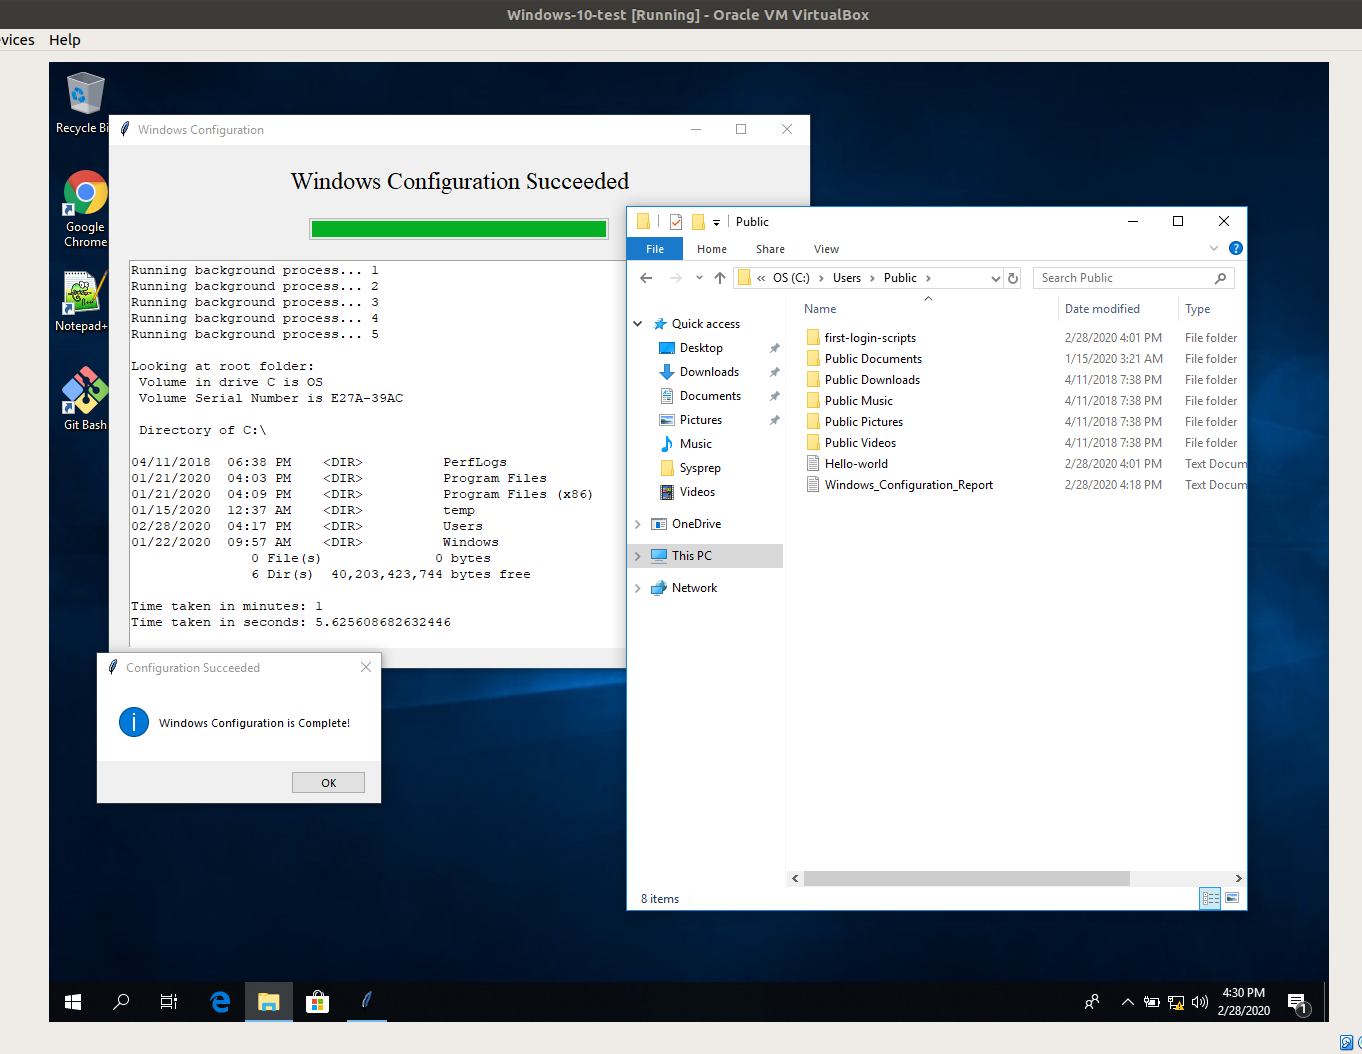 Windows-10-test [Running] - Oracle VM VirtualBox
vices Help
Recycle Bi
Google
Chrome
Notepad+
Git Bash
Windows Configuration
Windows Configuration Succeeded
Running background process... 1
Running background process... 2
Running background process... 3
Running background process... 4
Running background process... 5
Looking at root folder:
Volume in drive C is OS
Volume Serial Number is E27A-39AC
Directory of C:\
04/11/2018 06:38 PM <DIR> PerfLogs
01/21/2020 04:03 PM <DIR> Program Files
01/21/2020 04:09 PM <DIR> Program Files (x86)
01/15/2020 12:37 AM <DIR> temp
02/28/2020 04:17 PM <DIR> Users
01/22/2020 09:57 AM <DIR> Windows
0 File(s) 0 bytes
6 Dir(s) 40,203,423,744 bytes free
Time taken in minutes: 1
Time taken in seconds: 5.625608682632446
Configuration Succeeded
Windows Configuration is Complete!
OK
Public
File Home Share View
« OS (C:) › Users › Public ›
Search Public
Quick access
Desktop
Downloads
Documents
Pictures
Music
Sysprep
Videos
OneDrive
This PC
Network
Name Date modified Type
first-login-scripts 2/28/2020 4:01 PM File folder
Public Documents 1/15/2020 3:21 AM File folder
Public Downloads 4/11/2018 7:38 PM File folder
Public Music 4/11/2018 7:38 PM File folder
Public Pictures 4/11/2018 7:38 PM File folder
Public Videos 4/11/2018 7:38 PM File folder
Hello-world 2/28/2020 4:01 PM Text Docum
Windows_Configuration_Report 2/28/2020 4:18 PM Text Docum
8 items
4:30 PM
2/28/2020
1